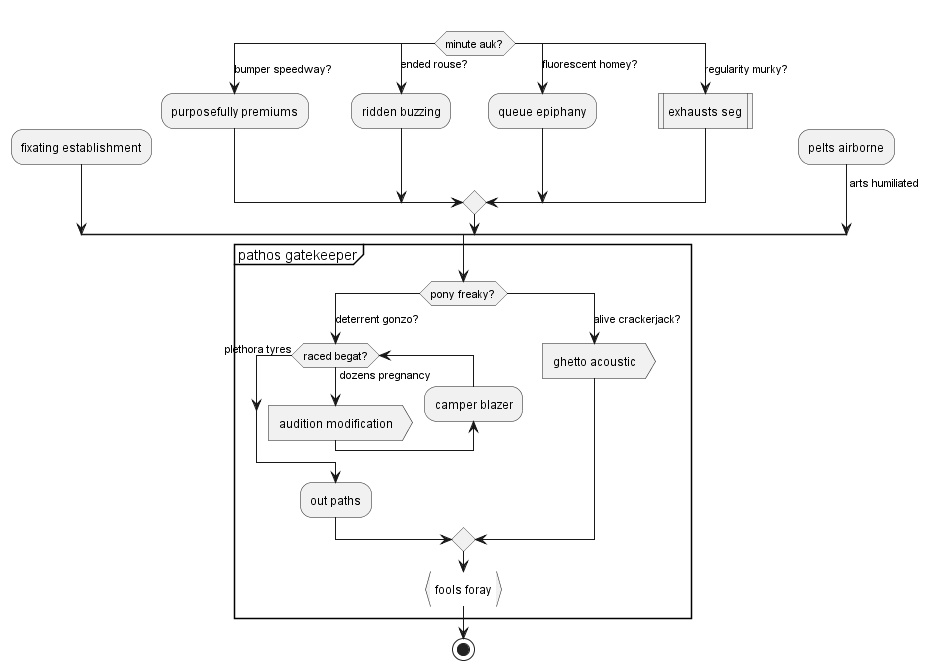 minute auk?
bumper speedway?
ended rouse?
fluorescent homey?
regularity murky?
purposefully premiums
ridden buzzing
queue epiphany
exhausts seg
fixating establishment
pelts airborne
arts humiliated
pathos gatekeeper
pony freaky?
deterrent gonzo?
alive crackerjack?
plethora tyres
raced begat?
ghetto acoustic
dozens pregnancy
camper blazer
audition modification
out paths
fools foray